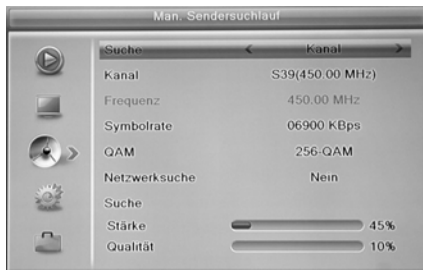 Man. Sendersuchlauf
Suche Kanal
Kanal S39(450.00 MHz)
Frequenz 450.00 MHz
Symbolrate 06900 KBps
QAM 256-QAM
Netzwerksuche Nein
Suche
Stärke 45%
Qualität 10%